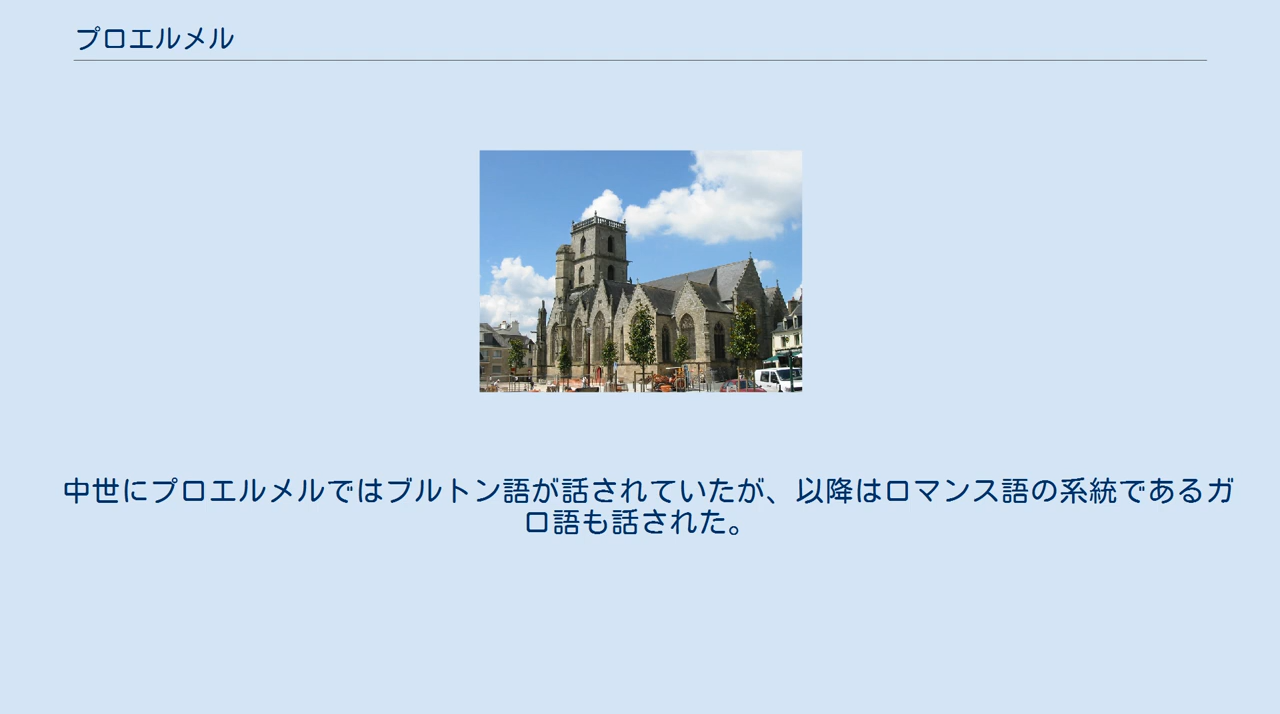 プロエルメル
中世にプロエルメルではブルトン語が話されていたが、以降はロマンス語の系統であるガ
ロ語も話された。